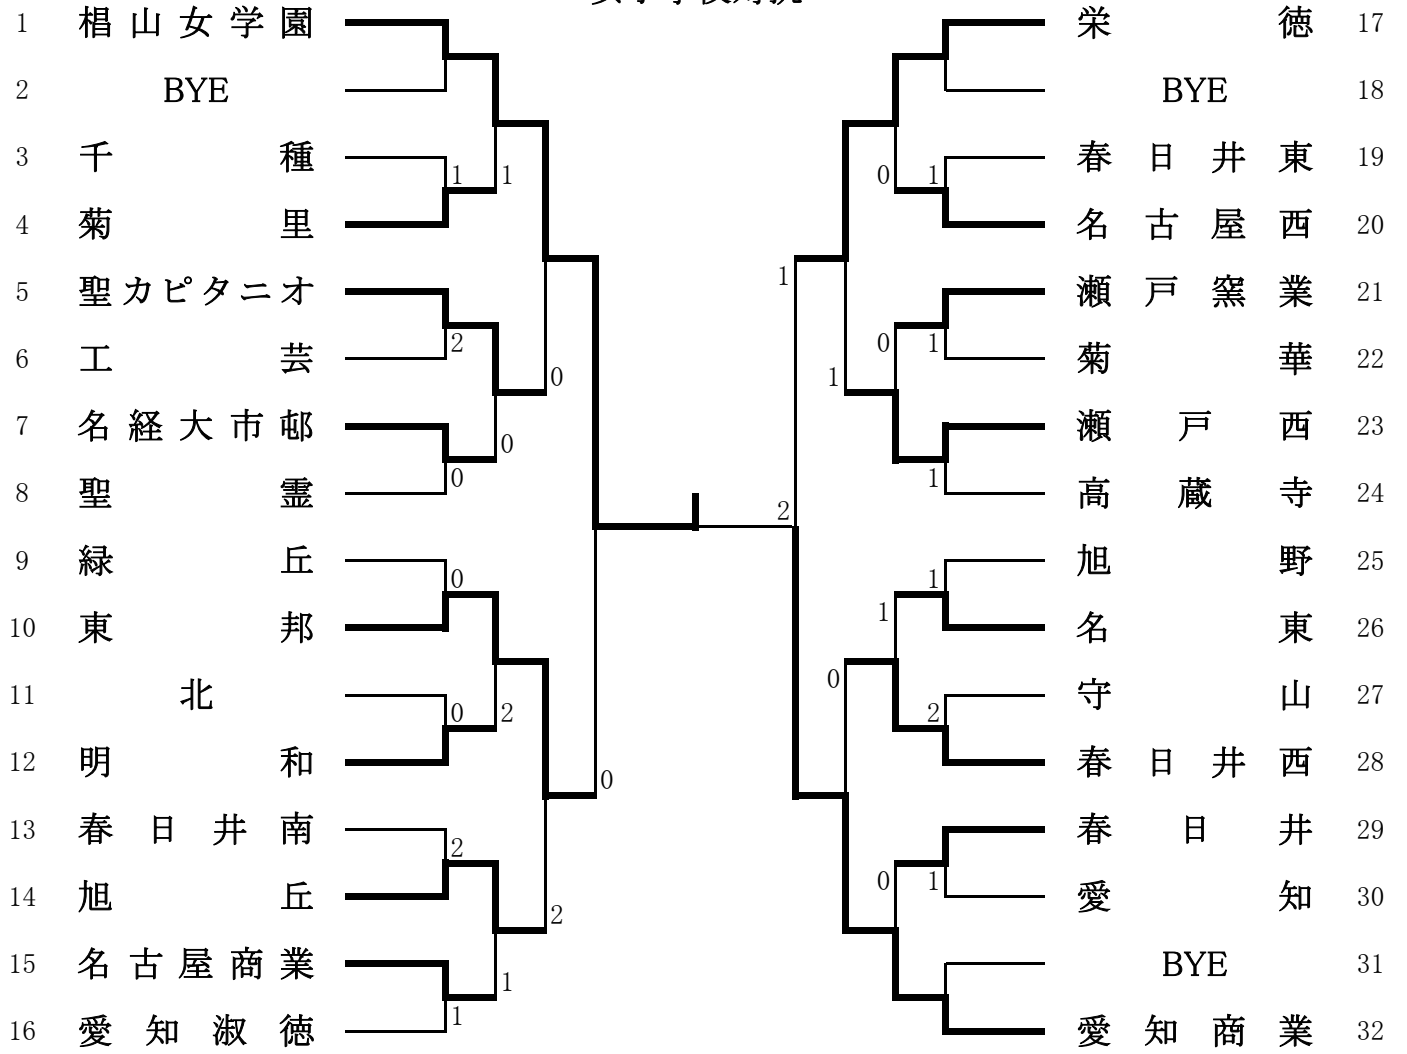 1 椙山女学園
2 BYE
3 千種
4 菊里
5 聖カピタニオ
6 工芸
7 名経大市邨
8 聖霊
9 緑丘
10 東邦
11 北
12 明和
13 春日井南
14 旭丘
15 名古屋商業
16 愛知淑徳
1 1
2
0
0
0
0
0 2
0
2
2
1
1
1
2
0 1
0 1
1
1
1
1
0
2
0 1
栄徳 17
BYE 18
春日井東 19
名古屋西 20
瀬戸窯業 21
菊華 22
瀬戸西 23
高蔵寺 24
旭野 25
名東 26
守山 27
春日井西 28
春日井 29
愛知 30
BYE 31
愛知商業 32